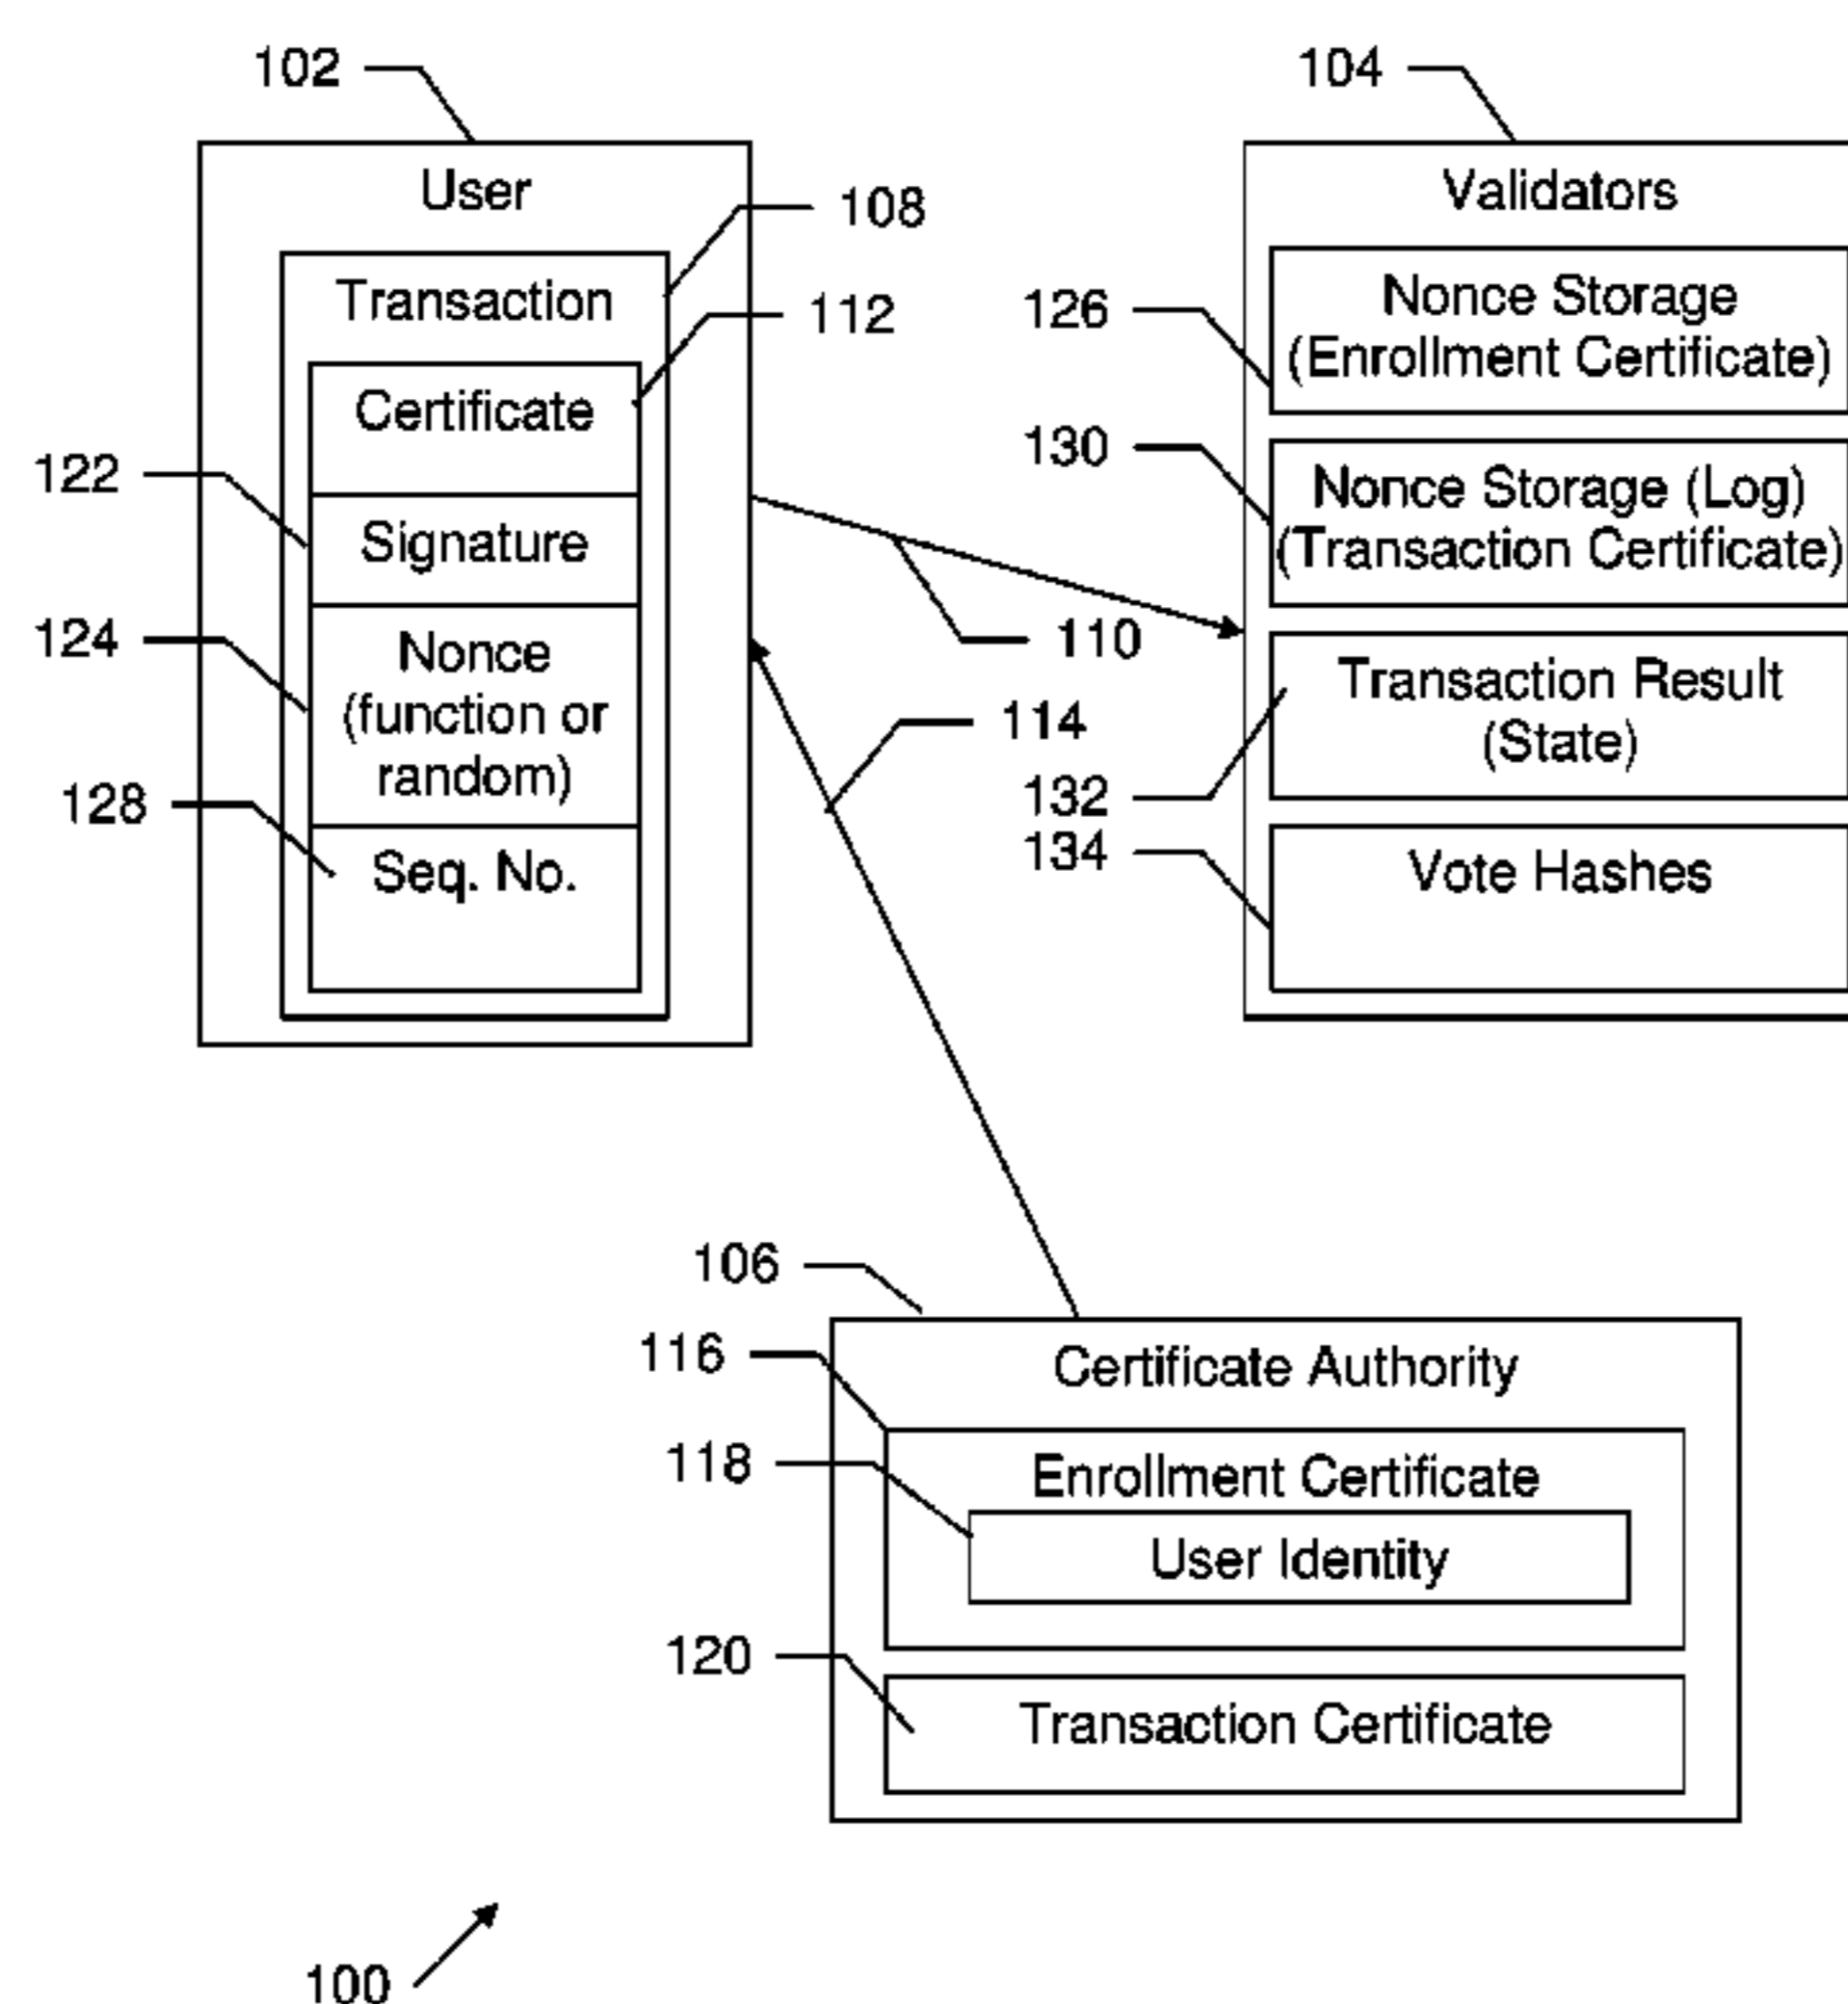 102
104
User
Validators
108
Transaction
112
Certificate
122
Signature
124
Nonce
(function or
random)
128
Seq. No.
126
Nonce Storage
(Enrollment Certificate)
130
Nonce Storage (Log)
(Transaction Certificate)
110
114
Transaction Result
(State)
132
134
Vote Hashes
106
116
Certificate Authority
118
Enrollment Certificate
User Identity
120
Transaction Certificate
100